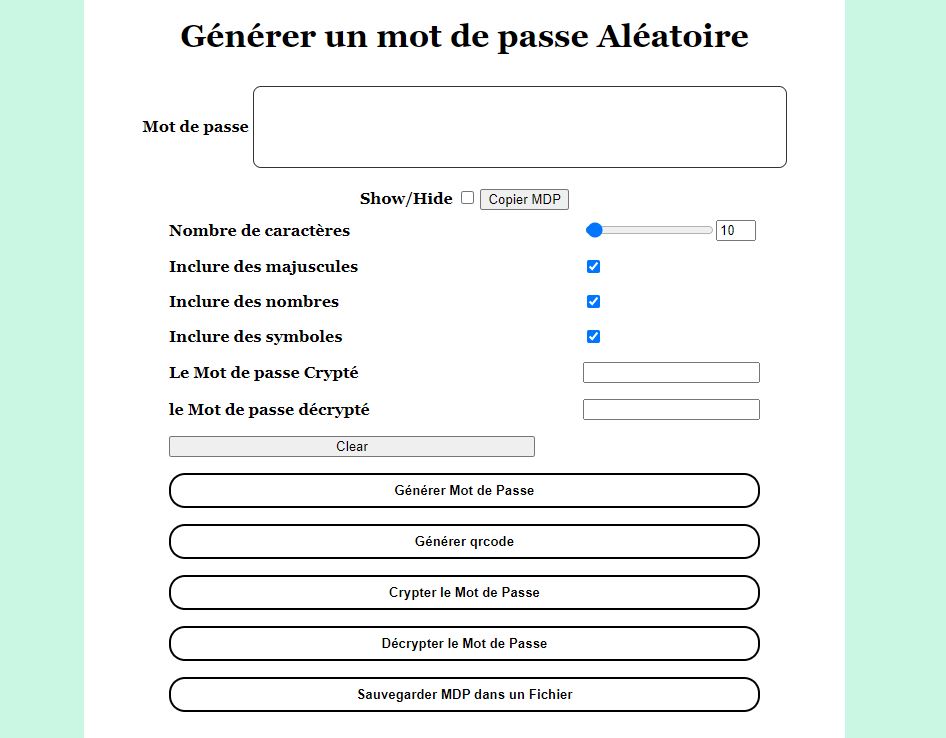 Générer un mot de passe Aléatoire
Mot de passe
Show/Hide Copier MDP
Nombre de caractères 10
Inclure des majuscules
Inclure des nombres
Inclure des symboles
Le Mot de passe Crypté
le Mot de passe décrypté
Clear
Générer Mot de Passe
Générer qrcode
Crypter le Mot de Passe
Décrypter le Mot de Passe
Sauvegarder MDP dans un Fichier